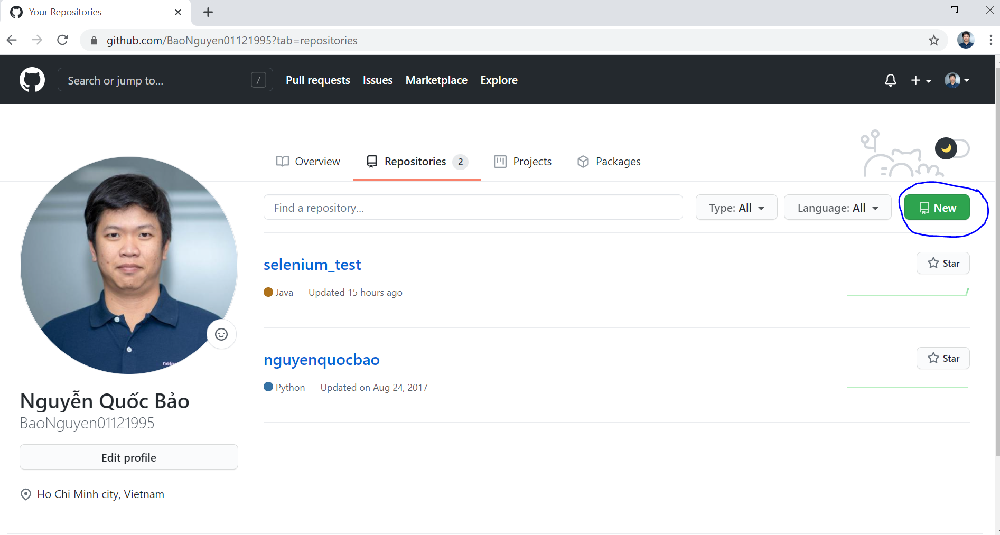 Your Repositories
github.com/BaoNguyen01121995?tab=repositories
Search or jump to... /
Pull requests Issues Marketplace Explore
Overview Repositories 2 Projects Packages
Find a repository... Type: All Language: All New
selenium_test Star
Java Updated 15 hours ago
nguyenquocbao Star
Python Updated on Aug 24, 2017
Nguyễn Quốc Bảo
BaoNguyen01121995
Edit profile
Ho Chi Minh city, Vietnam